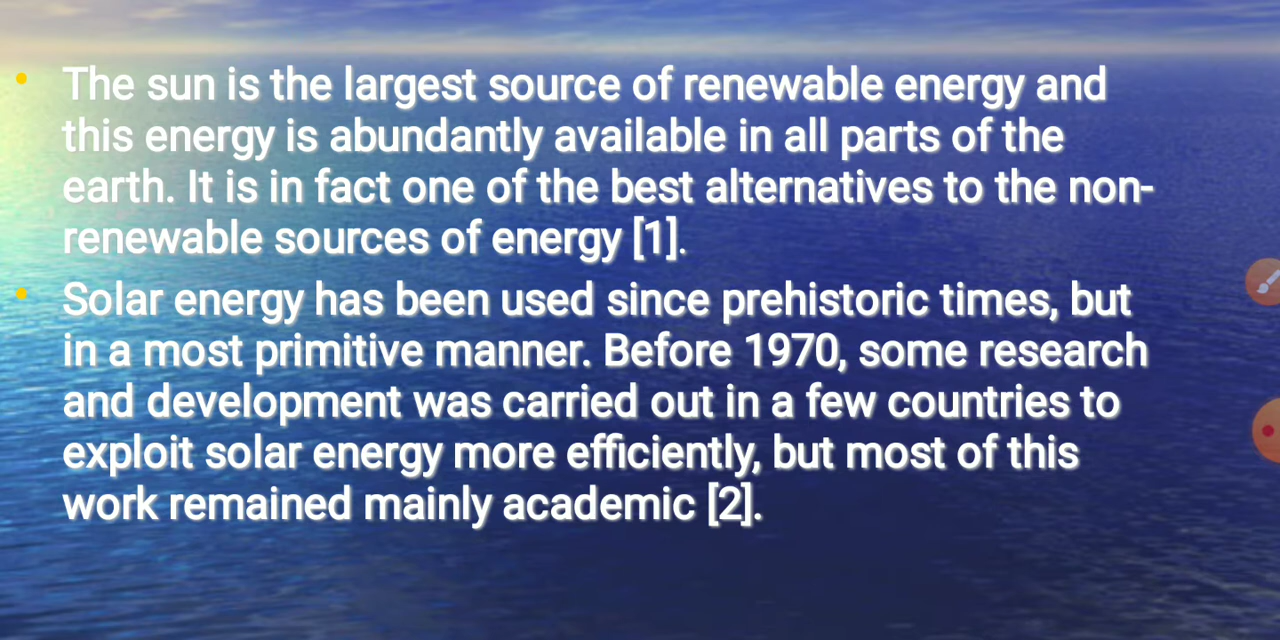 • The sun is the largest source of renewable energy and
this energy is abundantly available in all parts of the
earth. It is in fact one of the best alternatives to the non-
renewable sources of energy [1].
• Solar energy has been used since prehistoric times, but
in a most primitive manner. Before 1970, some research
and development was carried out in a few countries to
exploit solar energy more efficiently, but most of this
work remained mainly academic [2].